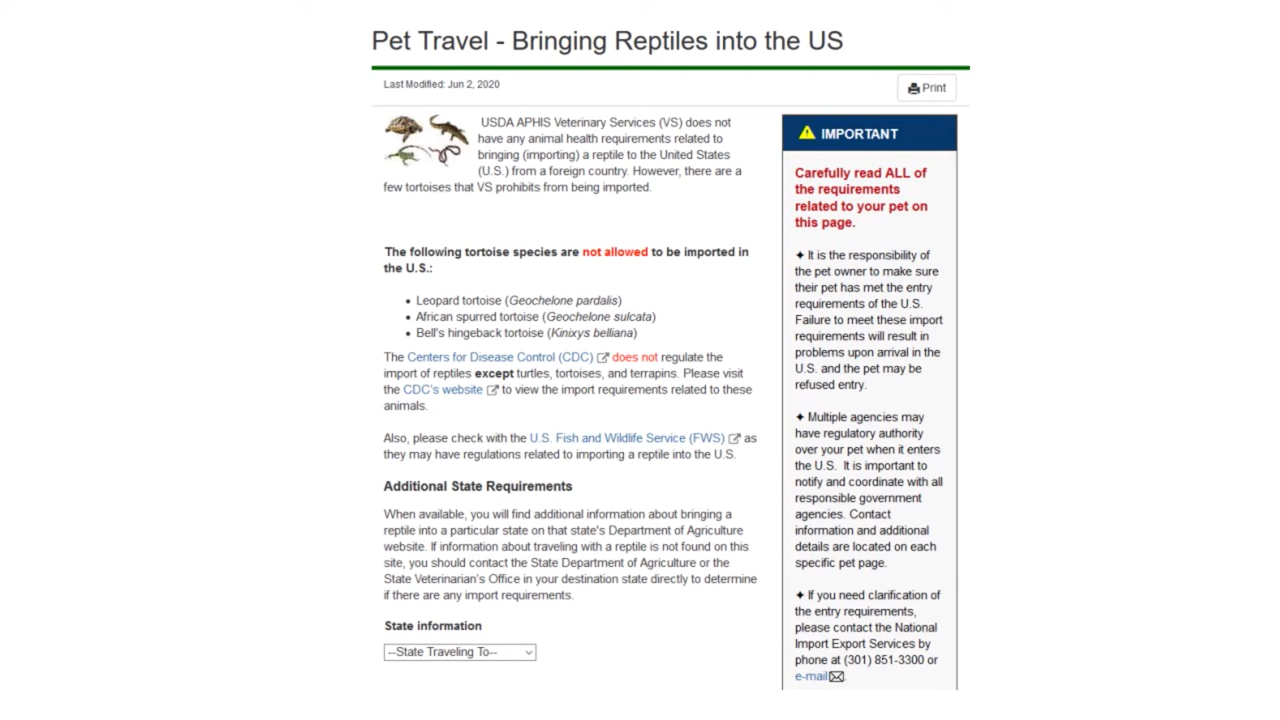 Pet Travel - Bringing Reptiles into the US
Last Modified: Jun 2, 2020
Print
USDA APHIS Veterinary Services (VS) does not
have any animal health requirements related to
bringing (importing) a reptile to the United States
(U.S.) from a foreign country. However, there are a
few tortoises that VS prohibits from being imported.
The following tortoise species are not allowed to be imported in
the U.S.:
• Leopard tortoise (Geochelone pardalis)
• African spurred tortoise (Geochelone sulcata)
• Bell's hingeback tortoise (Kinixys belliana)
The Centers for Disease Control (CDC) does not regulate the
import of reptiles except turtles, tortoises, and terrapins. Please visit
the CDC's website to view the import requirements related to these
animals.
Also, please check with the U.S. Fish and Wildlife Service (FWS) as
they may have regulations related to importing a reptile into the U.S.
Additional State Requirements
When available, you will find additional information about bringing a
reptile into a particular state on that state's Department of Agriculture
website. If information about traveling with a reptile is not found on this
site, you should contact the State Department of Agriculture or the
State Veterinarian's Office in your destination state directly to determine
if there are any import requirements.
State information
--State Traveling To--
IMPORTANT
Carefully read ALL of
the requirements
related to your pet on
this page.
✦ It is the responsibility of
the pet owner to make sure
their pet has met the entry
requirements of the U.S.
Failure to meet these import
requirements will result in
problems upon arrival in the
U.S. and the pet may be
refused entry.
✦ Multiple agencies may
have regulatory authority
over your pet when it enters
the U.S. It is important to
notify and coordinate with all
responsible government
agencies. Contact
information and additional
details are located on each
specific pet page.
✦ If you need clarification of
the entry requirements,
please contact the National
Import Export Services by
phone at (301) 851-3300 or
e-mail.